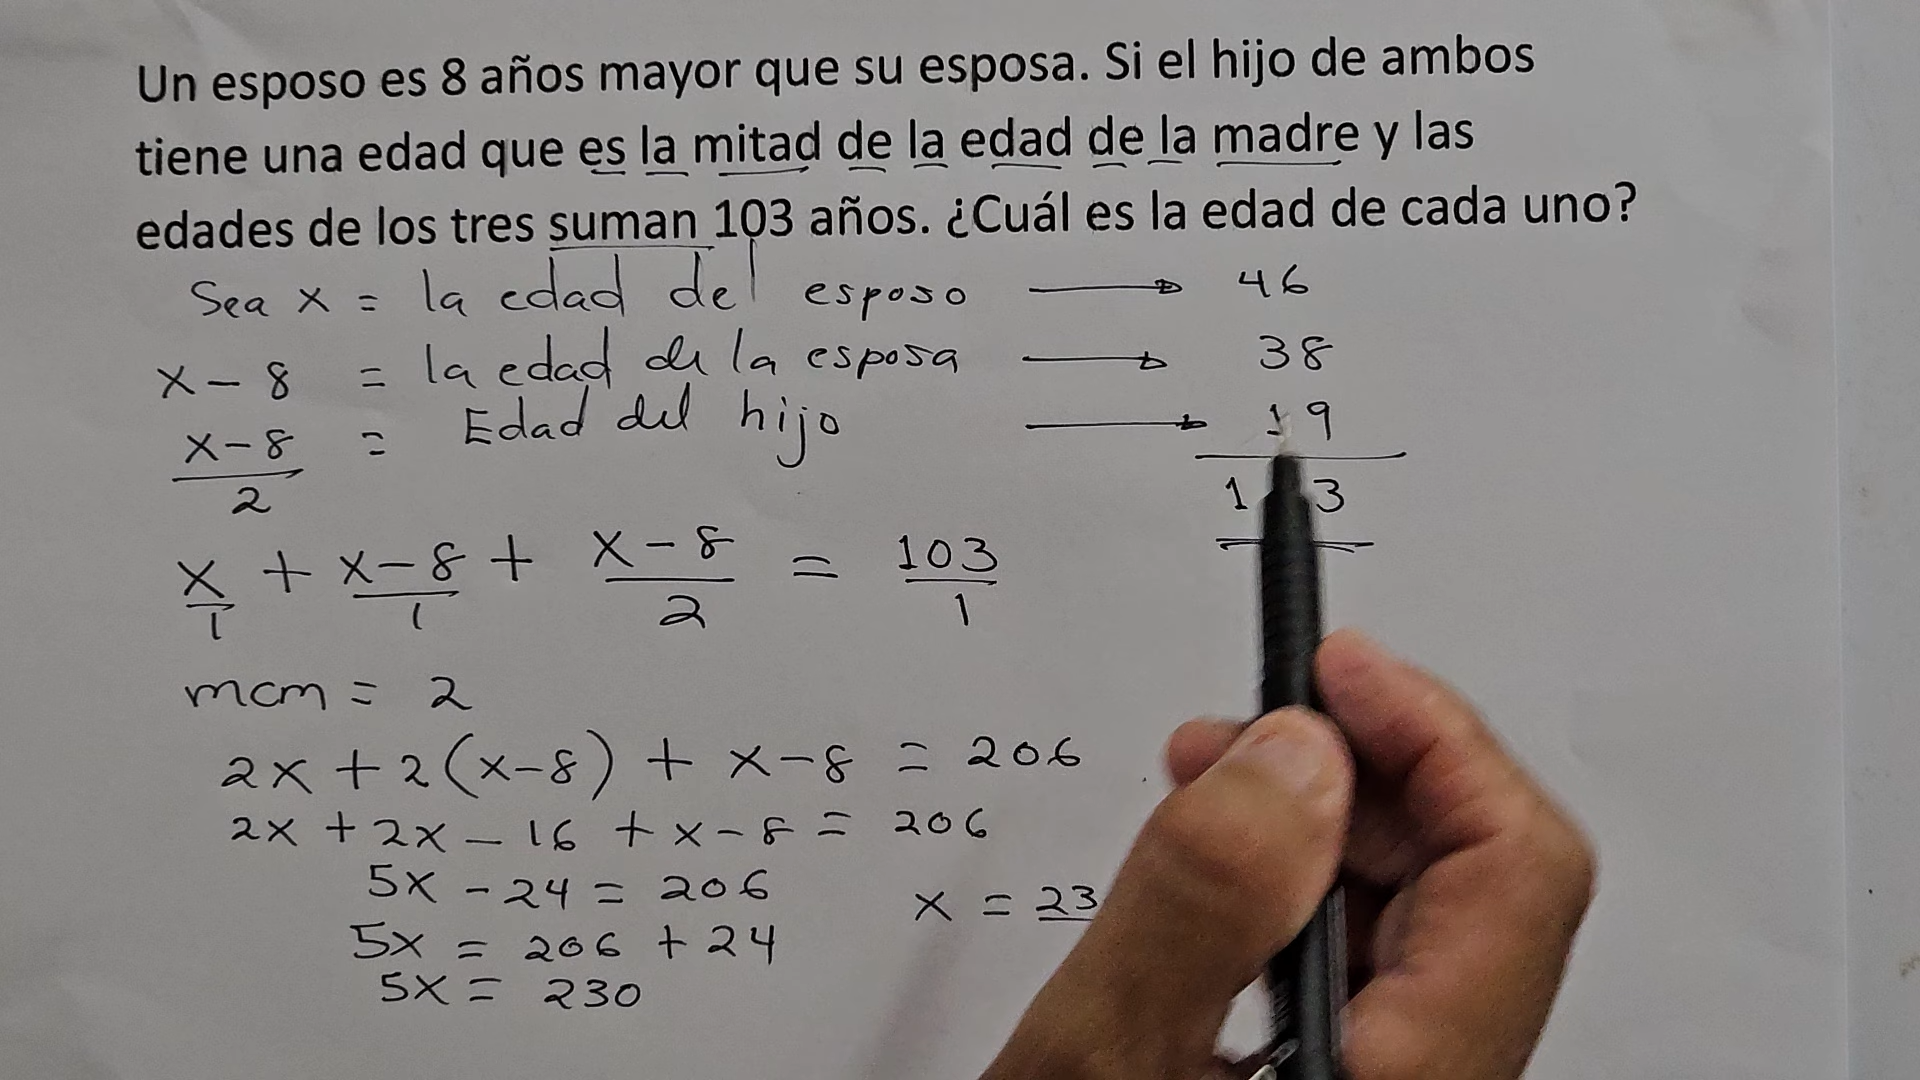 Un esposo es 8 años mayor que su esposa. Si el hijo de ambos
tiene una edad que es la mitad de la edad de la madre y las
edades de los tres suman 103 años. ¿Cuál es la edad de cada uno?
Sea x = la edad del esposo → 46
x - 8 = la edad de la esposa → 38
x-8/2 = Edad del hijo → 19
1 3
x/1 + x-8/1 + x-8/2 = 103/1
mcm = 2
2x + 2(x-8) + x-8 = 206
2x + 2x - 16 + x - 8 = 206
5x - 24 = 206
5x = 206 + 24
5x = 230
x = 23